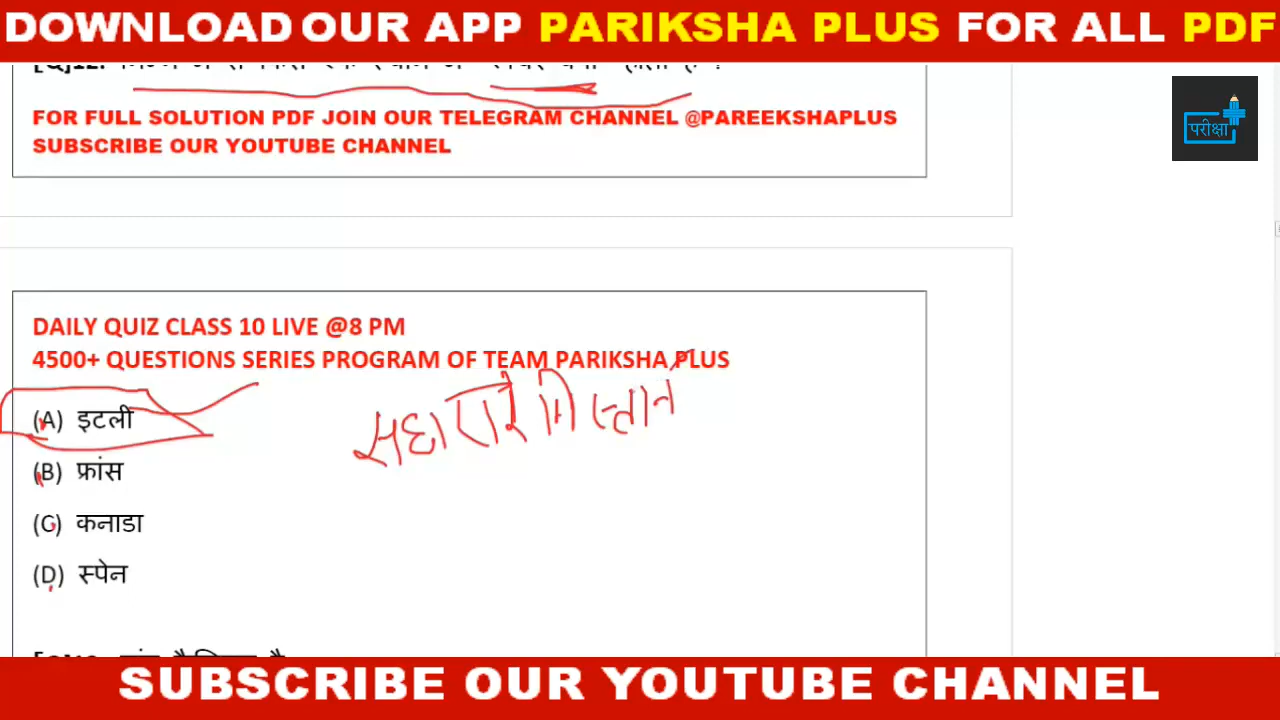 DOWNLOAD OUR APP PARIKSHA PLUS FOR ALL PDF
[Q]12.
FOR FULL SOLUTION PDF JOIN OUR TELEGRAM CHANNEL @PAREEKSHAPLUS
SUBSCRIBE OUR YOUTUBE CHANNEL
परीक्षा
DAILY QUIZ CLASS 10 LIVE @8 PM
4500+ QUESTIONS SERIES PROGRAM OF TEAM PARIKSHA PLUS
(A) इटली
सहारा रेगिस्तान
(B) फ्रांस
(C) कनाडा
(D) स्पेन
SUBSCRIBE OUR YOUTUBE CHANNEL